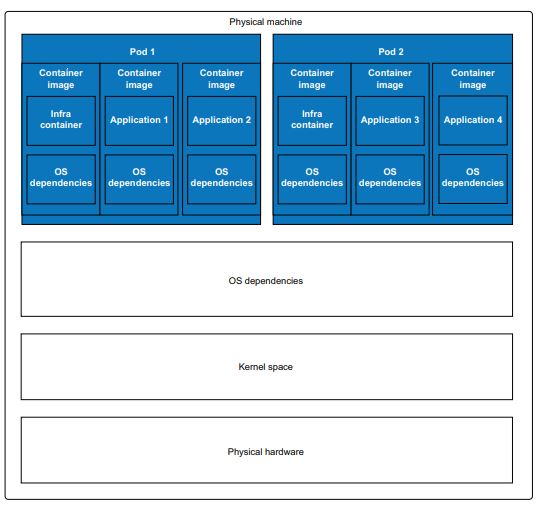 Physical machine
Pod 1
Pod 2
Container
image
Container
image
Container
image
Container
image
Container
image
Container
image
Infra
container
Application 1
Application 2
Infra
container
Application 3
Application 4
OS
dependencies
OS
dependencies
OS
dependencies
OS
dependencies
OS
dependencies
OS
dependencies
OS dependencies
Kernel space
Physical hardware